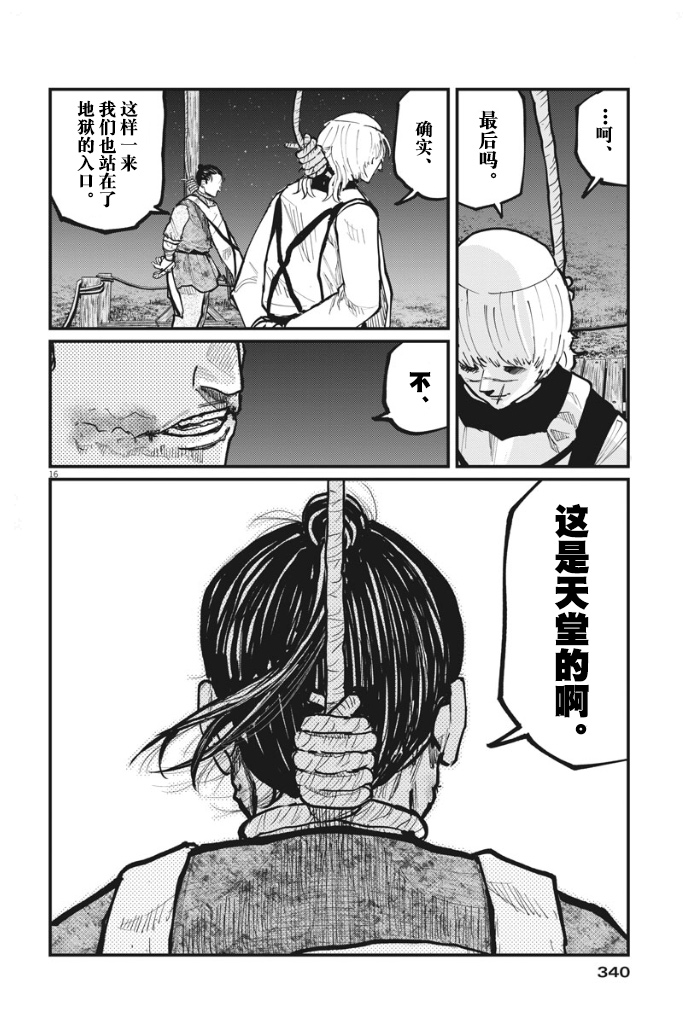 …呵、
最后吗。
确实、
这样一来
我们也站在了
地狱的入口。
不、
16
这是天堂的啊。
340